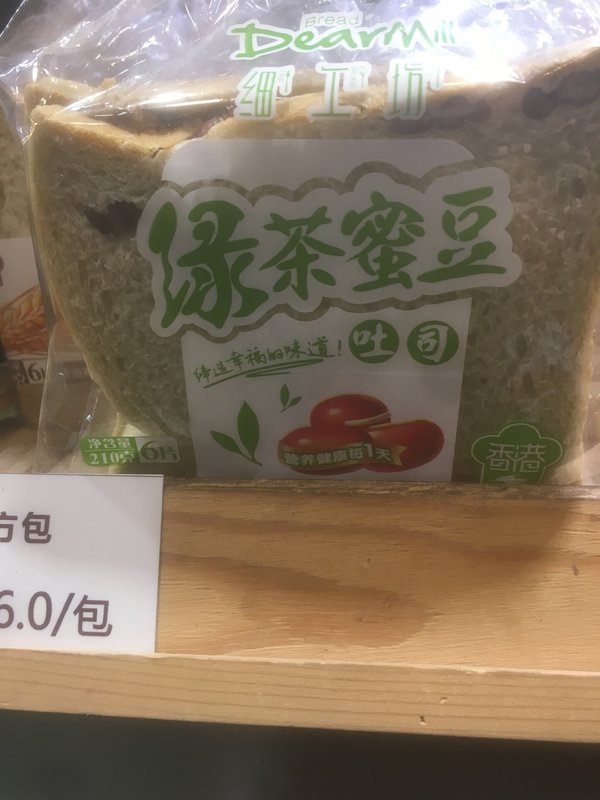 Bread
DearMill
细工坊
绿茶蜜豆
缔造幸福的味道!
吐司
净含量
210克 6片
营养健康每1天
香港
方包
6.0/包